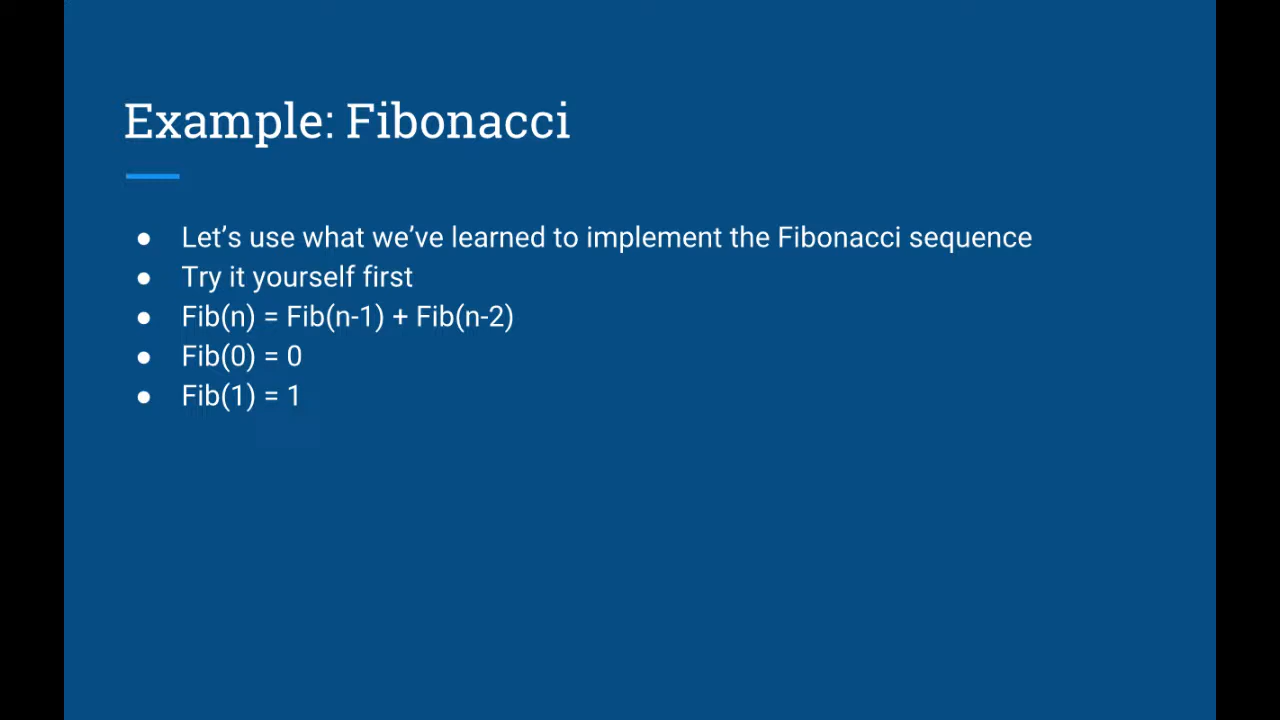 Example: Fibonacci
● Let’s use what we’ve learned to implement the Fibonacci sequence
● Try it yourself first
● Fib(n) = Fib(n-1) + Fib(n-2)
● Fib(0) = 0
● Fib(1) = 1